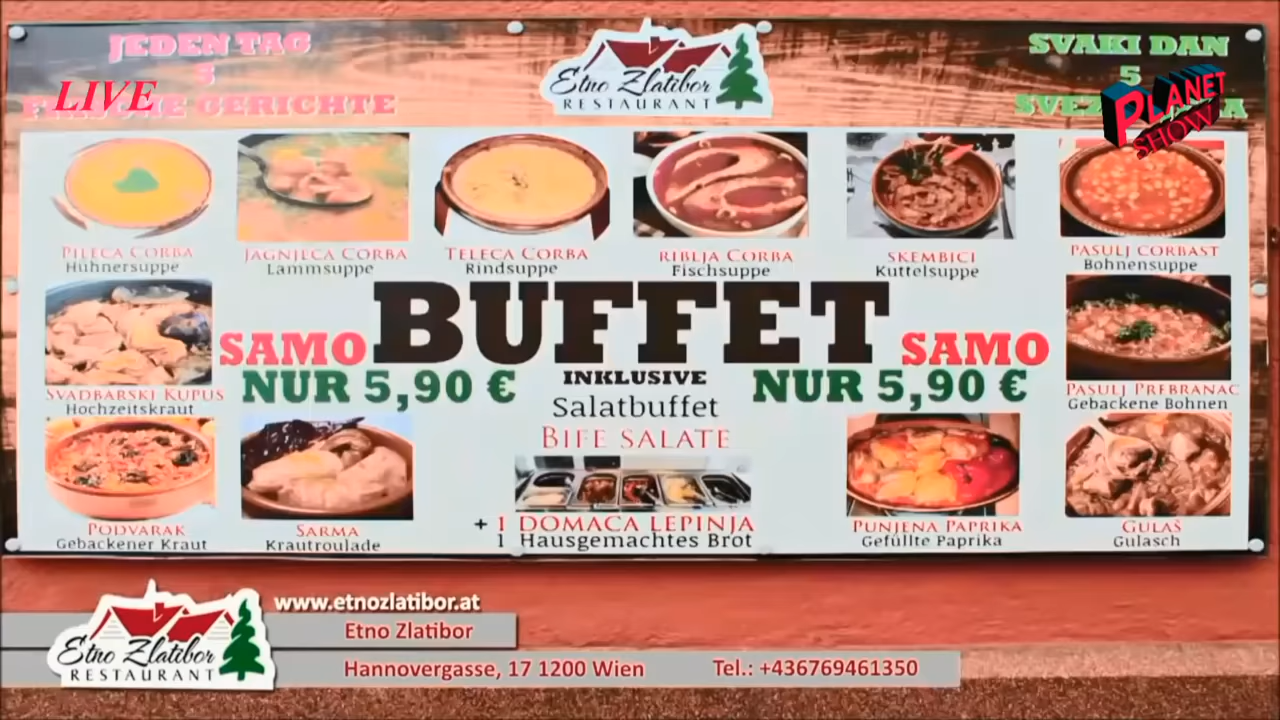 JEDEN TAG
5
FRISCHE GERICHTE
LIVE
Etno Zlatibor
RESTAURANT
SVAKI DAN
5
PLANET
SHOW
PILECA CORBA
Hühnersuppe
JAGNJECA CORBA
Lammsuppe
TELECA CORBA
Rindsuppe
RIBLJA CORBA
Fischsuppe
SKEMBICI
Kuttelsuppe
PASULJ CORBAST
Bohnensuppe
BUFFET
SAMO
NUR 5,90 €
SAMO
NUR 5,90 €
INKLUSIVE
Salatbuffet
BIFE SALATE
SVADBARSKI KUPUS
Hochzeitskraut
PASULJ PREBRANAC
Gebackene Bohnen
PODVARAK
Gebackener Kraut
SARMA
Krautroulade
+ 1 DOMACA LEPINJA
1 Hausgemachtes Brot
PUNJENA PAPRIKA
Gefüllte Paprika
GULAŠ
Gulasch
Etno Zlatibor
RESTAURANT
www.etnozlatibor.at
Etno Zlatibor
Hannovergasse, 17 1200 Wien Tel.: +436769461350